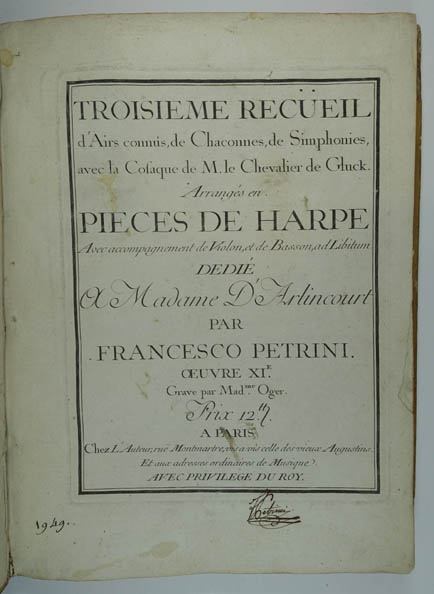 TROISIEME RECÜEIL
d'Airs connus, de Chaconnes, de Simphonies,
avec la Cosaque de M. le Chevalier de Gluck.
Arrangés en
PIECES DE HARPE
Avec accompagnement de Violon, et de Basson, ad Libitum
DEDIÉ
A Madame D'Arlincourt
PAR
FRANCESCO PETRINI.
ŒUVRE XI.E
Gravé par Mad.me Oger.
Prix 12.tt
A PARIS
Chez L'Auteur, rue Montmartre, vis a vis celle des vieux Augustins.
Et aux adresses ordinaires de Musique.
AVEC PRIVILEGE DU ROY.
Petrini
1949.